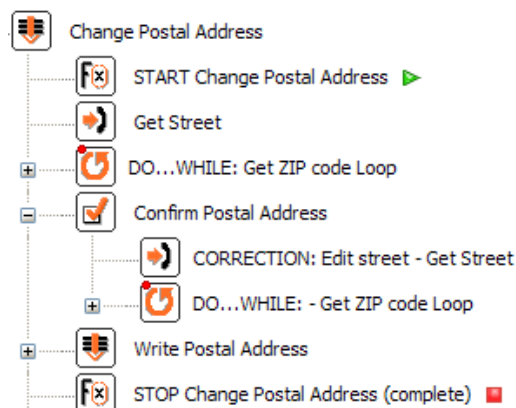 Change Postal Address
F(x) START Change Postal Address
Get Street
DO...WHILE: Get ZIP code Loop
Confirm Postal Address
CORRECTION: Edit street - Get Street
DO...WHILE: - Get ZIP code Loop
Write Postal Address
F(x) STOP Change Postal Address (complete)